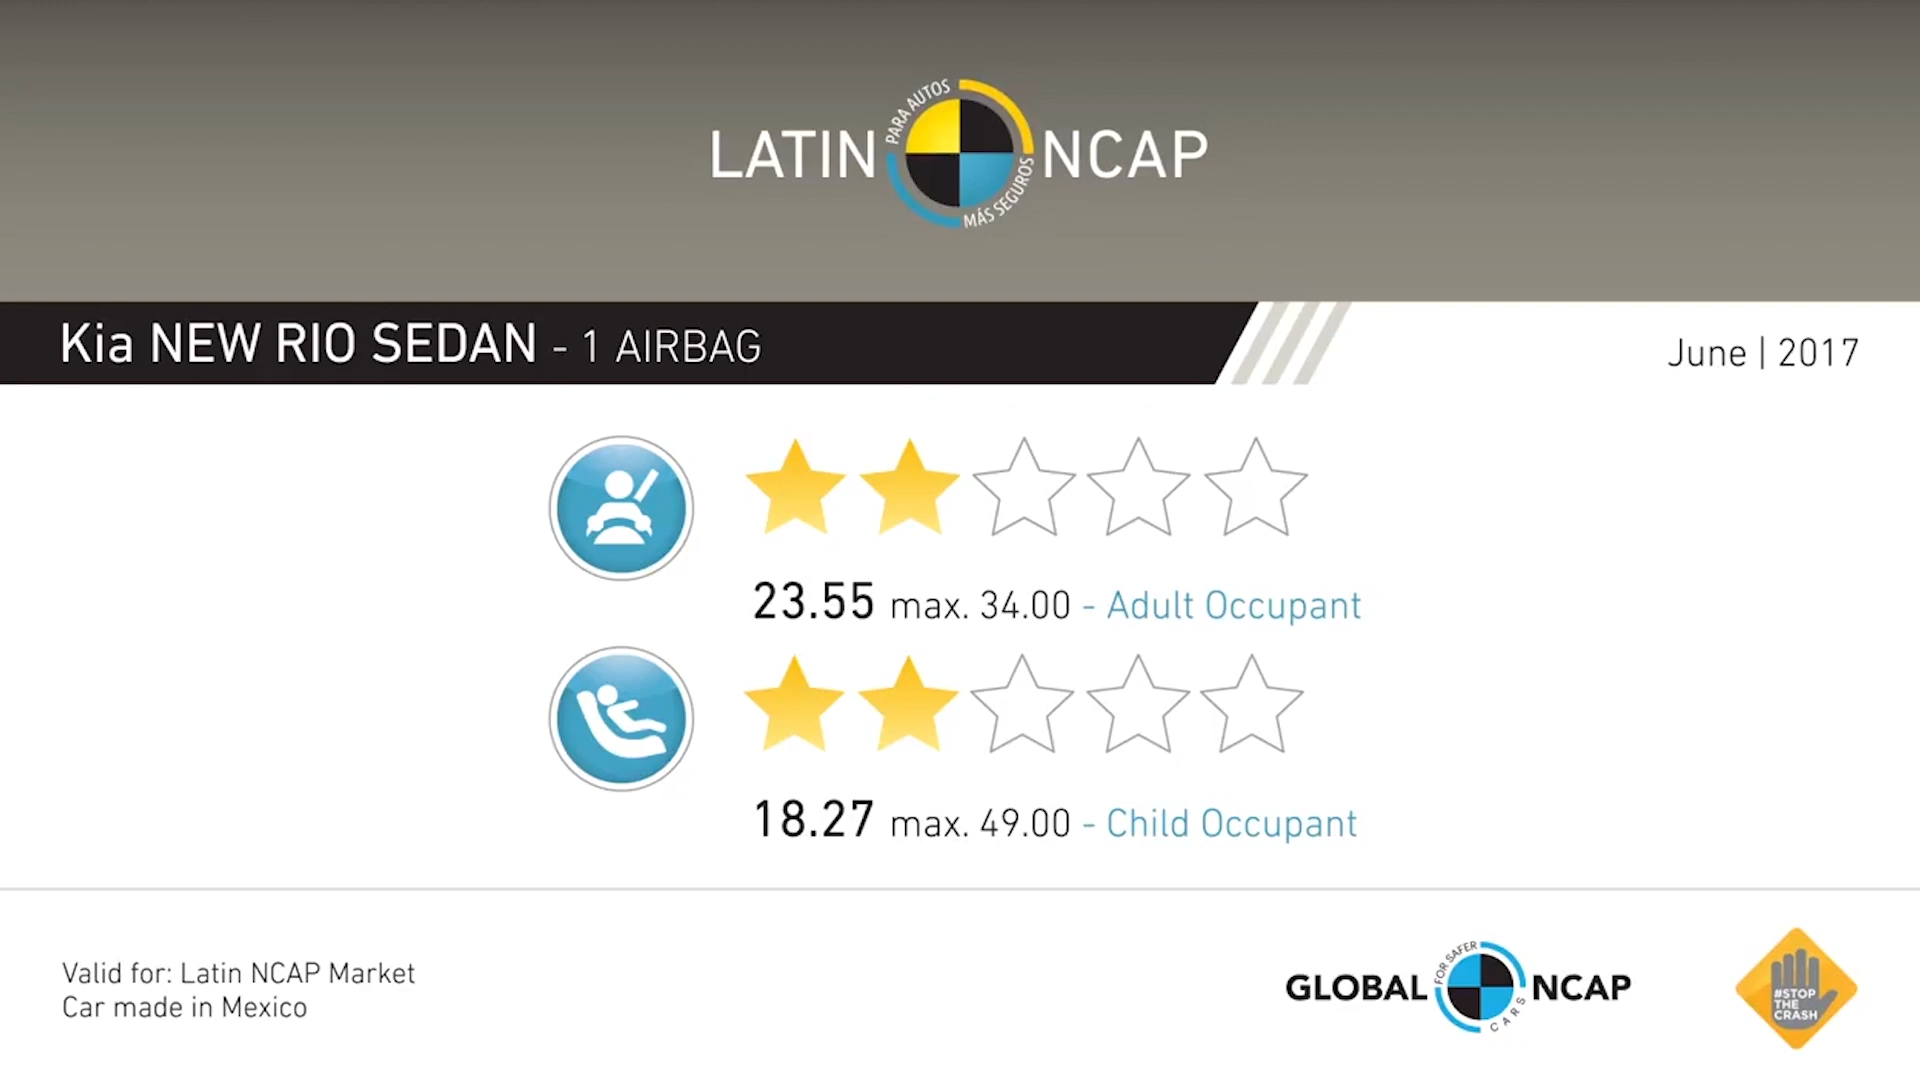 LATIN NCAP
PARA AUTOS
MÁS SEGUROS
Kia NEW RIO SEDAN - 1 AIRBAG
June | 2017
23.55 max. 34.00 - Adult Occupant
18.27 max. 49.00 - Child Occupant
Valid for: Latin NCAP Market
Car made in Mexico
GLOBAL NCAP
FOR SAFER
CARS
#STOP
THE
CRASH